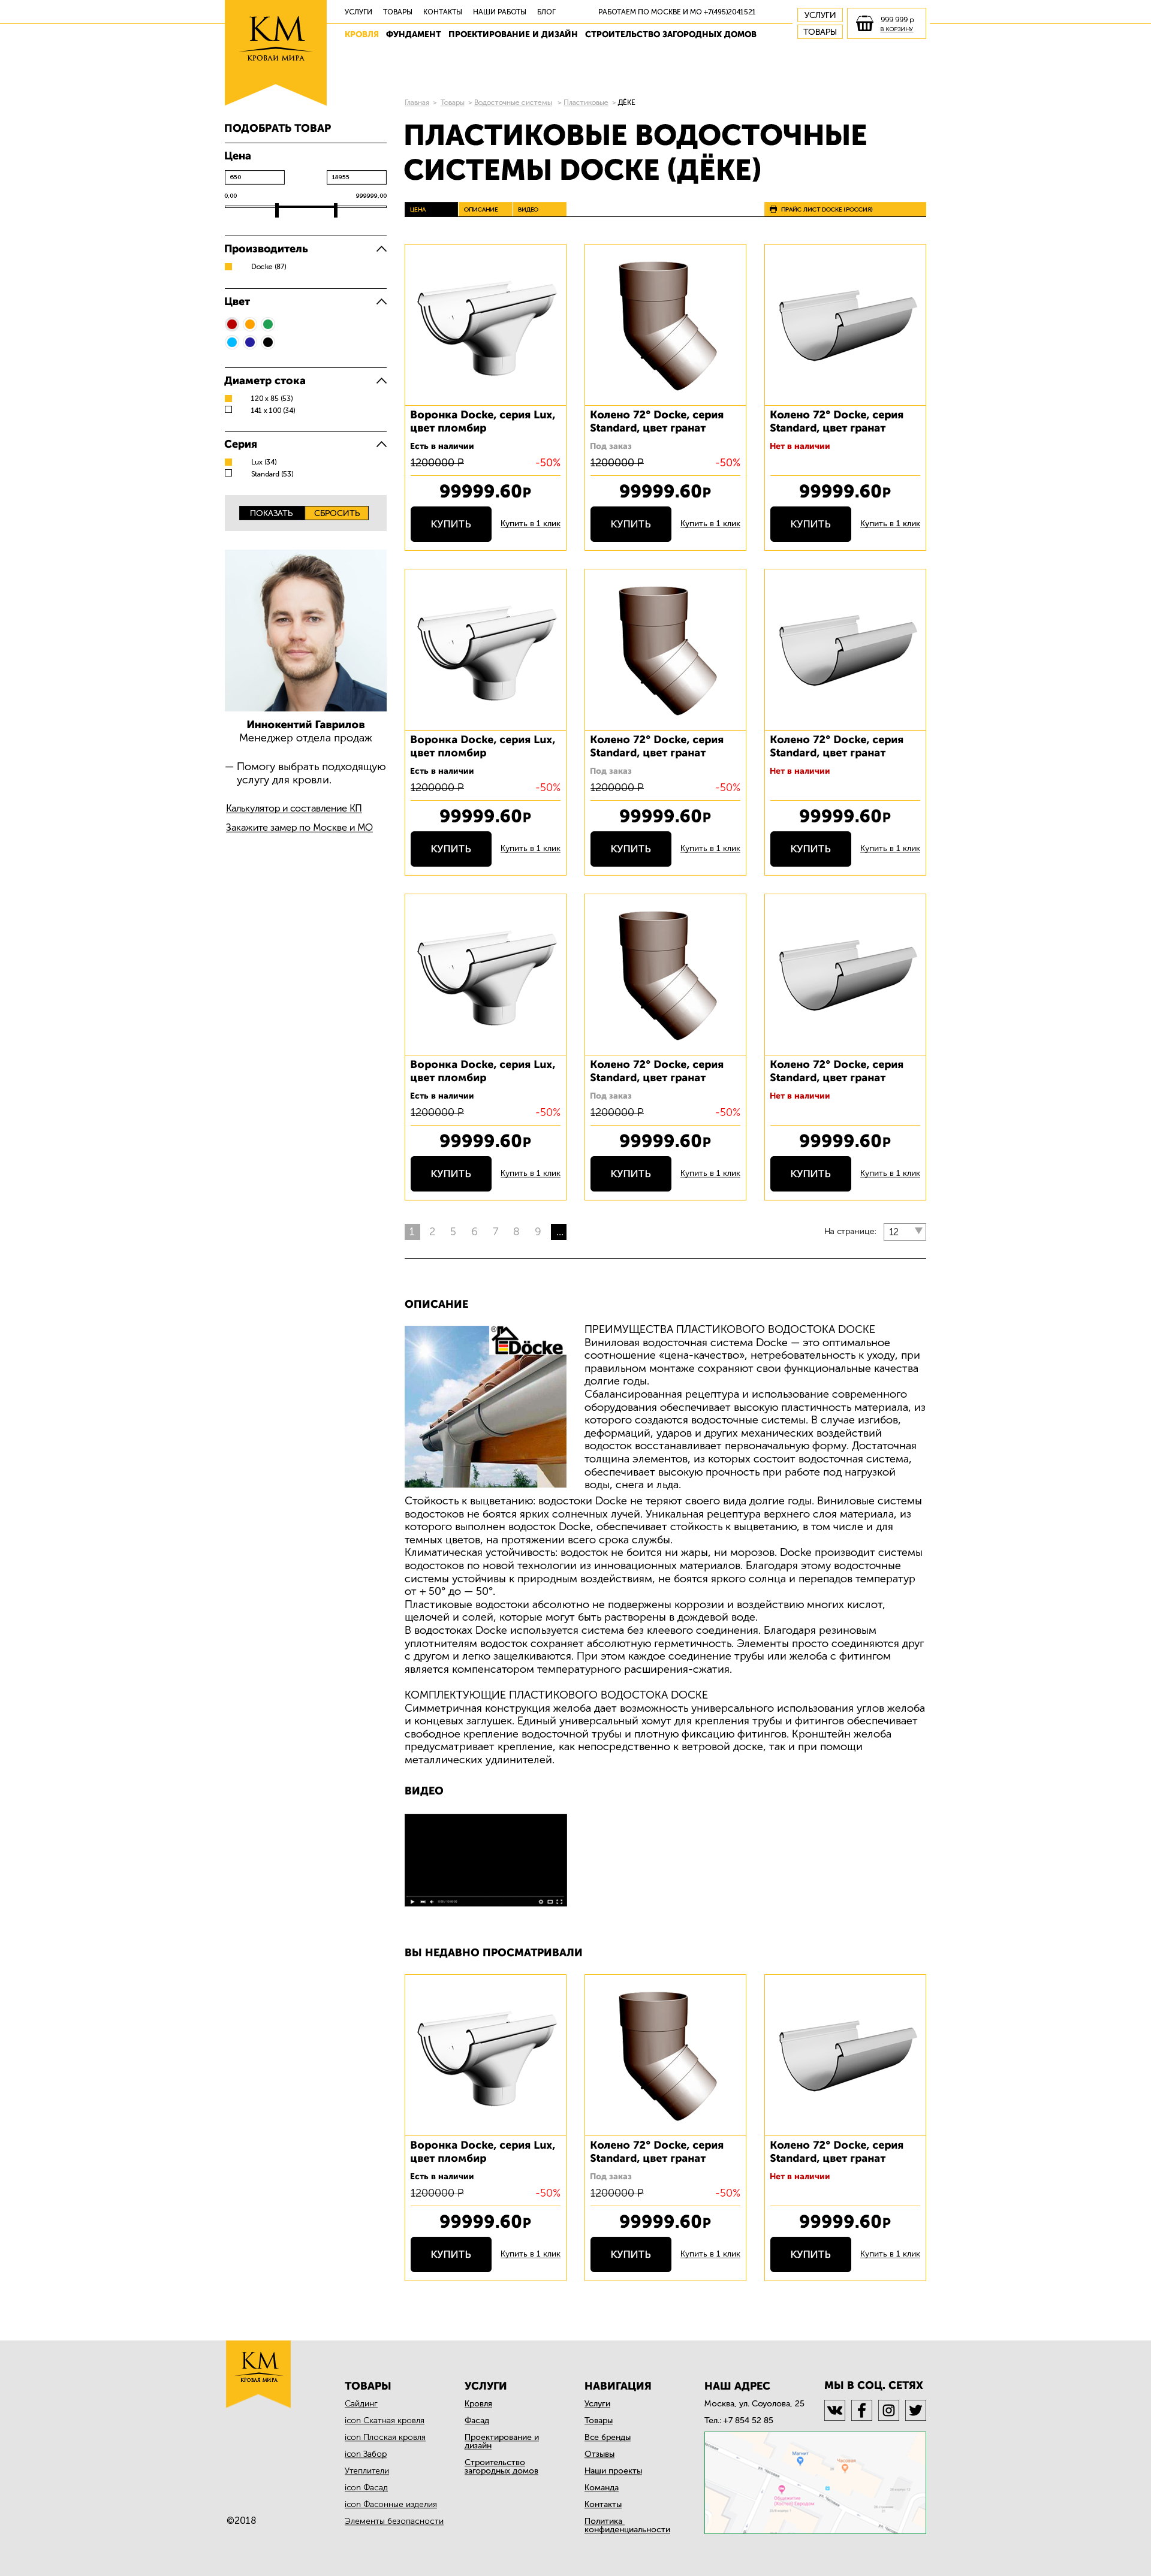 КМ
КРОВЛИ МИРА
УСЛУГИ ТОВАРЫ КОНТАКТЫ НАШИ РАБОТЫ БЛОГ РАБОТАЕМ ПО МОСКВЕ И МО +7(495)2041521
КРОВЛЯ ФУНДАМЕНТ ПРОЕКТИРОВАНИЕ И ДИЗАЙН СТРОИТЕЛЬСТВО ЗАГОРОДНЫХ ДОМОВ
УСЛУГИ
ТОВАРЫ
999 999 р
В КОРЗИНУ
Главная > Товары > Водосточные системы > Пластиковые > ДЁКЕ
ПЛАСТИКОВЫЕ ВОДОСТОЧНЫЕ
СИСТЕМЫ DOCKE (ДЁКЕ)
ЦЕНА ОПИСАНИЕ ВИДЕО ПРАЙС ЛИСТ DOCKE (РОССИЯ)
ПОДОБРАТЬ ТОВАР
Цена
650 18955
0,00 999999,00
Производитель
Docke (87)
Цвет
Диаметр стока
120 x 85 (53)
141 x 100 (34)
Серия
Lux (34)
Standard (53)
ПОКАЗАТЬ СБРОСИТЬ
Иннокентий Гаврилов
Менеджер отдела продаж
— Помогу выбрать подходящую
услугу для кровли.
Калькулятор и составление КП
Закажите замер по Москве и МО
Воронка Docke, серия Lux,
цвет пломбир
Есть в наличии
1200000 Р -50%
99999.60Р
КУПИТЬ Купить в 1 клик
Колено 72° Docke, серия
Standard, цвет гранат
Под заказ
1200000 Р -50%
99999.60Р
КУПИТЬ Купить в 1 клик
Колено 72° Docke, серия
Standard, цвет гранат
Нет в наличии
99999.60Р
КУПИТЬ Купить в 1 клик
Воронка Docke, серия Lux,
цвет пломбир
Есть в наличии
1200000 Р -50%
99999.60Р
КУПИТЬ Купить в 1 клик
Колено 72° Docke, серия
Standard, цвет гранат
Под заказ
1200000 Р -50%
99999.60Р
КУПИТЬ Купить в 1 клик
Колено 72° Docke, серия
Standard, цвет гранат
Нет в наличии
99999.60Р
КУПИТЬ Купить в 1 клик
Воронка Docke, серия Lux,
цвет пломбир
Есть в наличии
1200000 Р -50%
99999.60Р
КУПИТЬ Купить в 1 клик
Колено 72° Docke, серия
Standard, цвет гранат
Под заказ
1200000 Р -50%
99999.60Р
КУПИТЬ Купить в 1 клик
Колено 72° Docke, серия
Standard, цвет гранат
Нет в наличии
99999.60Р
КУПИТЬ Купить в 1 клик
1 2 5 6 7 8 9 ... На странице: 12
ОПИСАНИЕ
® Döcke
ПРЕИМУЩЕСТВА ПЛАСТИКОВОГО ВОДОСТОКА DOCKE
Виниловая водосточная система Docke — это оптимальное
соотношение «цена-качество», нетребовательность к уходу, при
правильном монтаже сохраняют свои функциональные качества
долгие годы.
Сбалансированная рецептура и использование современного
оборудования обеспечивает высокую пластичность материала, из
которого создаются водосточные системы. В случае изгибов,
деформаций, ударов и других механических воздействий
водосток восстанавливает первоначальную форму. Достаточная
толщина элементов, из которых состоит водосточная система,
обеспечивает высокую прочность при работе под нагрузкой
воды, снега и льда.
Стойкость к выцветанию: водостоки Docke не теряют своего вида долгие годы. Виниловые системы
водостоков не боятся ярких солнечных лучей. Уникальная рецептура верхнего слоя материала, из
которого выполнен водосток Docke, обеспечивает стойкость к выцветанию, в том числе и для
темных цветов, на протяжении всего срока службы.
Климатическая устойчивость: водосток не боится ни жары, ни морозов. Docke производит системы
водостоков по новой технологии из инновационных материалов. Благодаря этому водосточные
системы устойчивы к природным воздействиям, не боятся яркого солнца и перепадов температур
от + 50° до — 50°.
Пластиковые водостоки абсолютно не подвержены коррозии и воздействию многих кислот,
щелочей и солей, которые могут быть растворены в дождевой воде.
В водостоках Docke используется система без клеевого соединения. Благодаря резиновым
уплотнителям водосток сохраняет абсолютную герметичность. Элементы просто соединяются друг
с другом и легко защелкиваются. При этом каждое соединение трубы или желоба с фитингом
является компенсатором температурного расширения-сжатия.
КОМПЛЕКТУЮЩИЕ ПЛАСТИКОВОГО ВОДОСТОКА DOCKE
Симметричная конструкция желоба дает возможность универсального использования углов желоба
и концевых заглушек. Единый универсальный хомут для крепления трубы и фитингов обеспечивает
свободное крепление водосточной трубы и плотную фиксацию фитингов. Кронштейн желоба
предусматривает крепление, как непосредственно к ветровой доске, так и при помощи
металлических удлинителей.
ВИДЕО
ВЫ НЕДАВНО ПРОСМАТРИВАЛИ
Воронка Docke, серия Lux,
цвет пломбир
Есть в наличии
1200000 Р -50%
99999.60Р
КУПИТЬ Купить в 1 клик
Колено 72° Docke, серия
Standard, цвет гранат
Под заказ
1200000 Р -50%
99999.60Р
КУПИТЬ Купить в 1 клик
Колено 72° Docke, серия
Standard, цвет гранат
Нет в наличии
99999.60Р
КУПИТЬ Купить в 1 клик
КМ
КРОВЛЯ МИРА
©2018
ТОВАРЫ
Сайдинг
icon Скатная кровля
icon Плоская кровля
icon Забор
Утеплители
icon Фасад
icon Фасонные изделия
Элементы безопасности
УСЛУГИ
Кровля
Фасад
Проектирование и
дизайн
Строительство
загородных домов
НАВИГАЦИЯ
Услуги
Товары
Все бренды
Отзывы
Наши проекты
Команда
Контакты
Политика
конфиденциальности
НАШ АДРЕС
Москва, ул. Соуолова, 25
Тел.: +7 854 52 85
МЫ В СОЦ. СЕТЯХ
Магнит